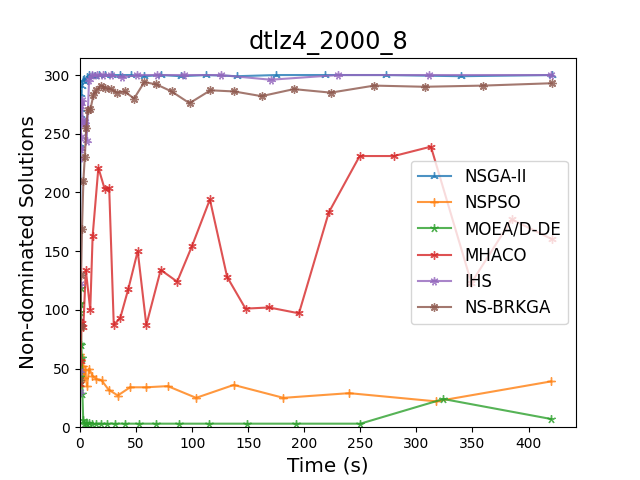 dtlz4_2000_8
Non-dominated Solutions
300
250
200
150
100
50
0
NSGA-II
NSPSO
MOEA/D-DE
MHACO
IHS
NS-BRKGA
0 50 100 150 200 250 300 350 400
Time (s)